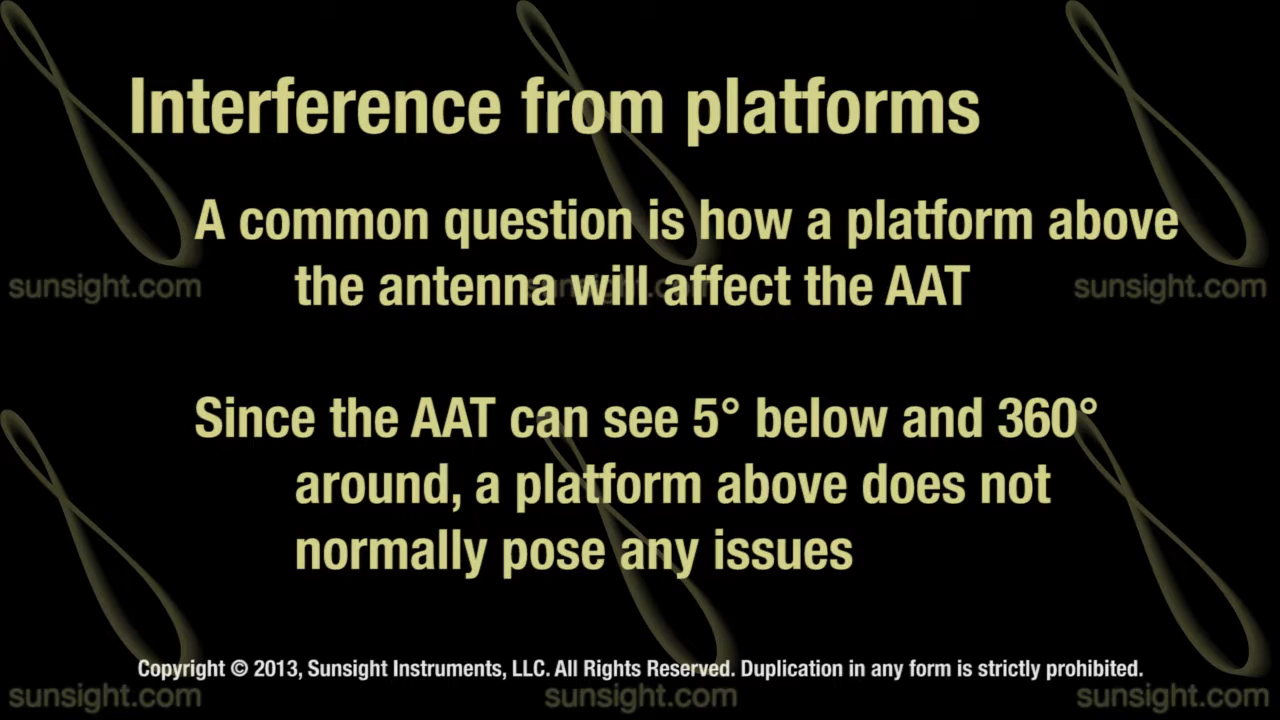 Interference from platforms
A common question is how a platform above
the antenna will affect the AAT
sunsight.com sunsight.com sunsight.com
Since the AAT can see 5° below and 360°
around, a platform above does not
normally pose any issues
Copyright © 2013, Sunsight Instruments, LLC. All Rights Reserved. Duplication in any form is strictly prohibited.
sunsight.com sunsight.com sunsight.com